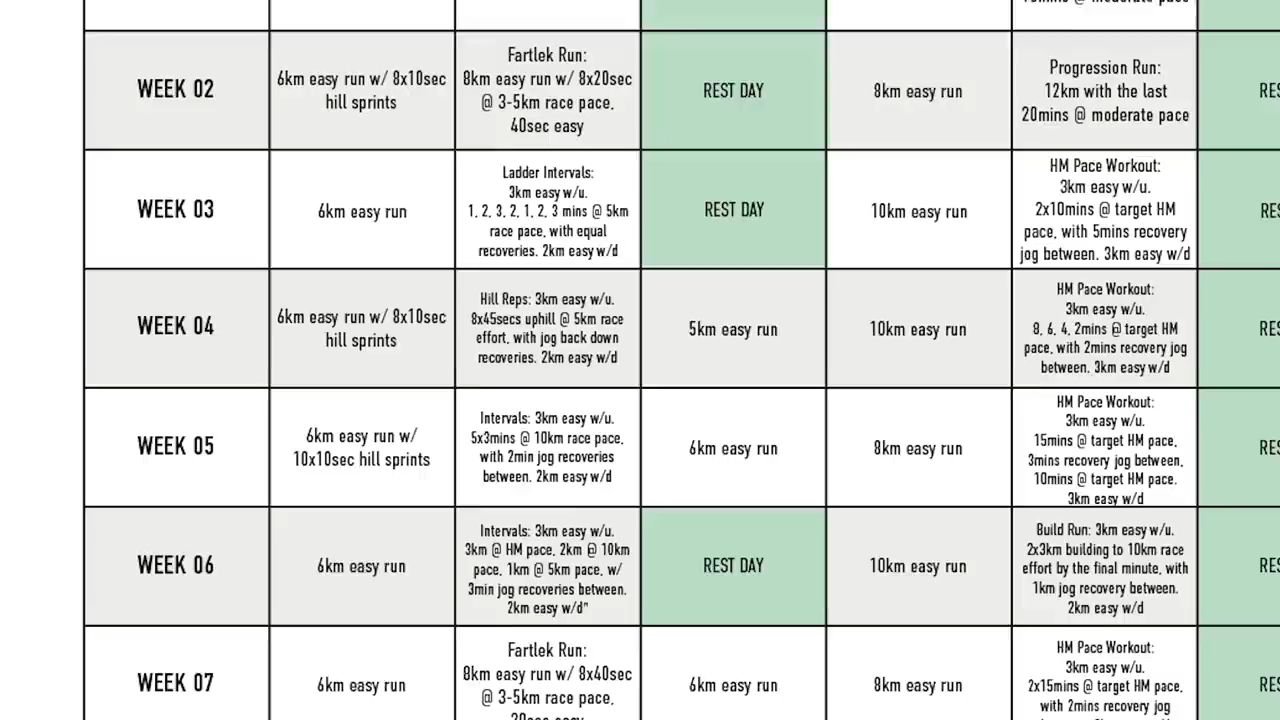 WEEK 02
6km easy run w/ 8x10sec
hill sprints
Fartlek Run:
8km easy run w/ 8x20sec
@ 3-5km race pace,
40sec easy
REST DAY
8km easy run
Progression Run:
12km with the last
20mins @ moderate pace
WEEK 03
6km easy run
Ladder Intervals:
3km easy w/u.
1, 2, 3, 2, 1, 2, 3 mins @ 5km
race pace, with equal
recoveries. 2km easy w/d
REST DAY
10km easy run
HM Pace Workout:
3km easy w/u.
2x10mins @ target HM
pace, with 5mins recovery
jog between. 3km easy w/d
WEEK 04
6km easy run w/ 8x10sec
hill sprints
Hill Reps: 3km easy w/u.
8x45secs uphill @ 5km race
effort, with jog back down
recoveries. 2km easy w/d
5km easy run
10km easy run
HM Pace Workout:
3km easy w/u.
8, 6, 4, 2mins @ target HM
pace, with 2mins recovery jog
between. 3km easy w/d
WEEK 05
6km easy run w/
10x10sec hill sprints
Intervals: 3km easy w/u.
5x3mins @ 10km race pace,
with 2min jog recoveries
between. 2km easy w/d
6km easy run
8km easy run
HM Pace Workout:
3km easy w/u.
15mins @ target HM pace,
3mins recovery jog between,
10mins @ target HM pace.
3km easy w/d
WEEK 06
6km easy run
Intervals: 3km easy w/u.
3km @ HM pace, 2km @ 10km
pace, 1km @ 5km pace, w/
3min jog recoveries between.
2km easy w/d"
REST DAY
10km easy run
Build Run: 3km easy w/u.
2x3km building to 10km race
effort by the final minute, with
1km jog recovery between.
2km easy w/d
WEEK 07
6km easy run
Fartlek Run:
8km easy run w/ 8x40sec
@ 3-5km race pace,
6km easy run
8km easy run
HM Pace Workout:
3km easy w/u.
2x15mins @ target HM pace,
with 2mins recovery jog